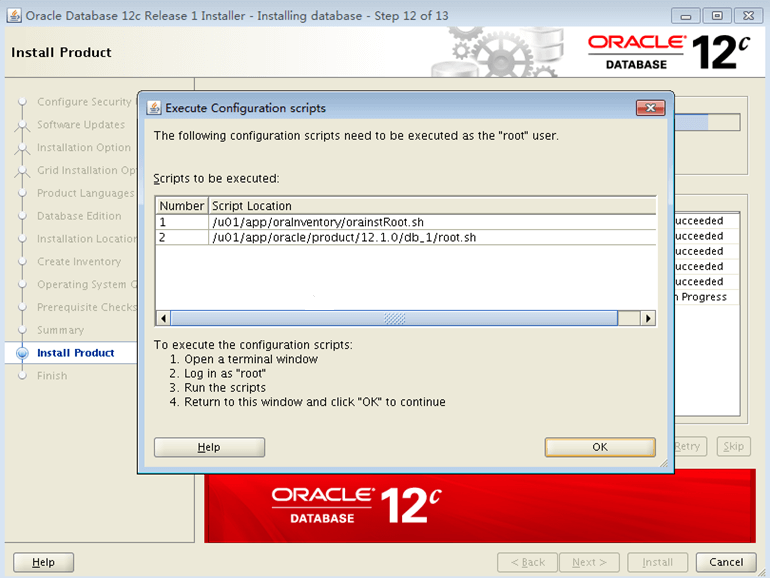 Oracle Database 12c Release 1 Installer - Installing database - Step 12 of 13
Install Product
ORACLE
DATABASE
12c
Configure Security
Software Updates
Installation Option
Grid Installation
Product Languages
Database Edition
Installation Location
Create Inventory
Operating System
Prerequisite Checks
Summary
Install Product
Finish
Execute Configuration scripts
The following configuration scripts need to be executed as the "root" user.
Scripts to be executed:
Number Script Location
1 /u01/app/oraInventory/orainstRoot.sh
2 /u01/app/oracle/product/12.1.0/db_1/root.sh
To execute the configuration scripts:
1. Open a terminal window
2. Log in as "root"
3. Run the scripts
4. Return to this window and click "OK" to continue
Help
OK
ucceeded
ucceeded
ucceeded
ucceeded
ucceeded
Progress
Retry
Skip
ORACLE
DATABASE
12c
Help
< Back
Next >
Install
Cancel